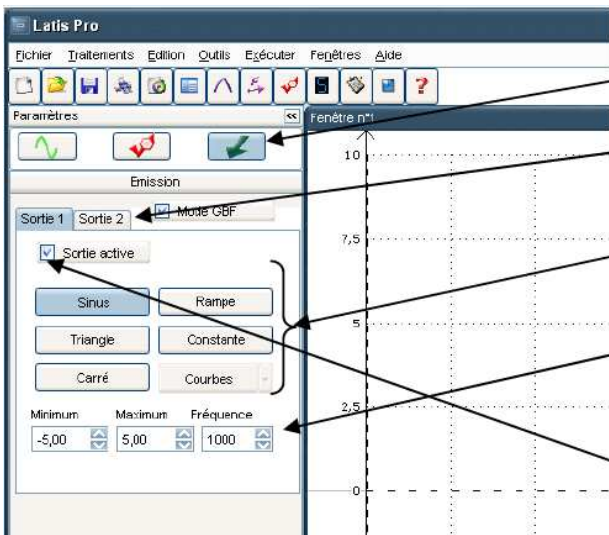 Latis Pro
Fichier Traitements Edition Outils Exécuter Fenêtres Aide
Paramètres <<
Fenêtre n°1
Emission
Sortie 1 Sortie 2 Mode GBF
Sortie active
Sinus Rampe
Triangle Constante
Carré Courbes
Minimum Maximum Fréquence
-5,00 5,00 1000
10
7,5
5
2,5
0